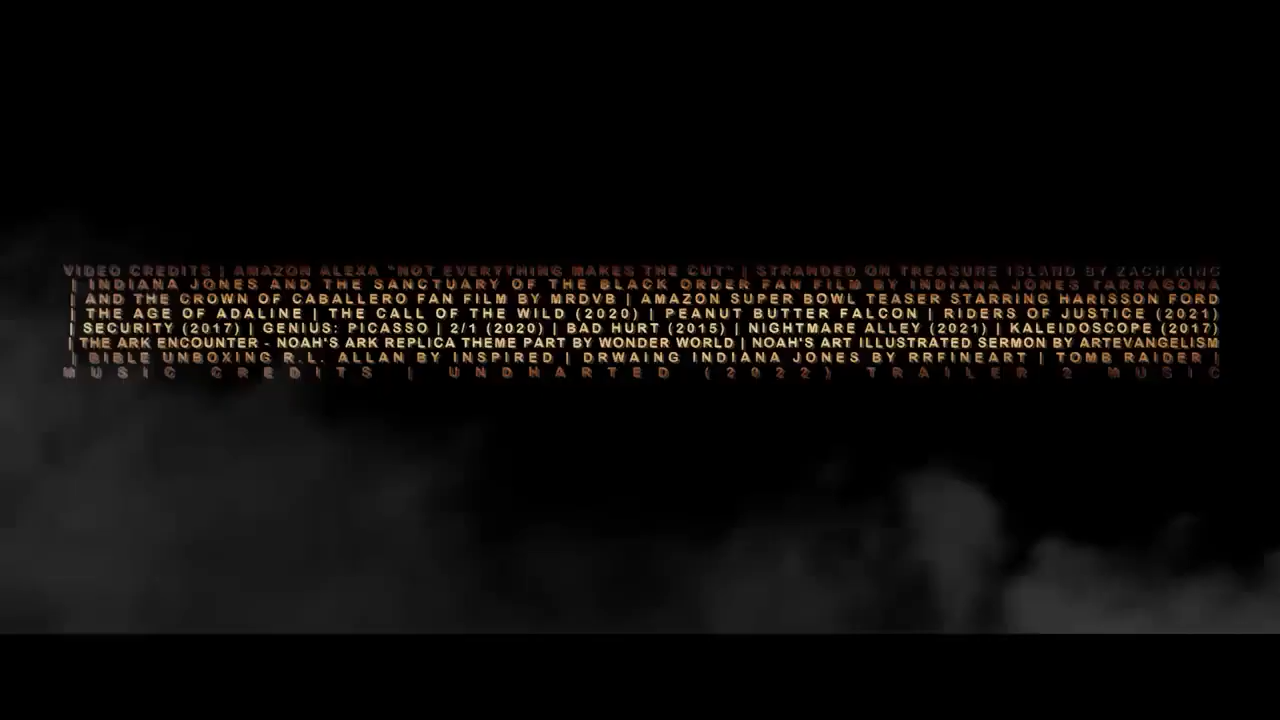 VIDEO CREDITS | AMAZON ALEXA "NOT EVERYTHING MAKES THE CUT" | STRANDED ON TREASURE ISLAND BY ZACH KING
| INDIANA JONES AND THE SANCTUARY OF THE BLACK ORDER FAN FILM BY INDIANA JONES TARRAGONA
| AND THE CROWN OF CABALLERO FAN FILM BY MRDVB | AMAZON SUPER BOWL TEASER STARRING HARISSON FORD
| THE AGE OF ADALINE | THE CALL OF THE WILD (2020) | PEANUT BUTTER FALCON | RIDERS OF JUSTICE (2021)
| SECURITY (2017) | GENIUS: PICASSO | 2/1 (2020) | BAD HURT (2015) | NIGHTMARE ALLEY (2021) | KALEIDOSCOPE (2017)
| THE ARK ENCOUNTER - NOAH'S ARK REPLICA THEME PART BY WONDER WORLD | NOAH'S ART ILLUSTRATED SERMON BY ARTEVANGELISM
| BIBLE UNBOXING R.L. ALLAN BY INSPIRED | DRWAING INDIANA JONES BY RRFINEART | TOMB RAIDER |
MUSIC CREDITS | UNDHARTED (2022) TRAILER 2 MUSIC